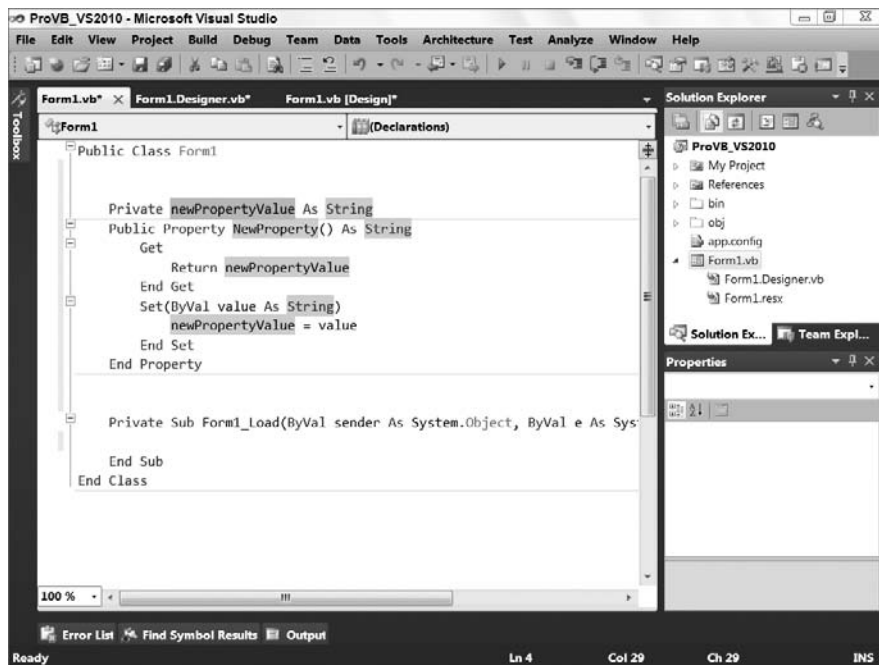 ProVB_VS2010 - Microsoft Visual Studio
File Edit View Project Build Debug Team Data Tools Architecture Test Analyze Window Help
Toolbox
Form1.vb* Form1.Designer.vb* Form1.vb [Design]*
Form1 (Declarations)
Public Class Form1
Private newPropertyValue As String
Public Property NewProperty() As String
Get
Return newPropertyValue
End Get
Set(ByVal value As String)
newPropertyValue = value
End Set
End Property
Private Sub Form1_Load(ByVal sender As System.Object, ByVal e As Sys
End Sub
End Class
100 %
Solution Explorer
ProVB_VS2010
My Project
References
bin
obj
app.config
Form1.vb
Form1.Designer.vb
Form1.resx
Solution Ex... Team Expl...
Properties
Error List Find Symbol Results Output
Ready Ln 4 Col 29 Ch 29 INS